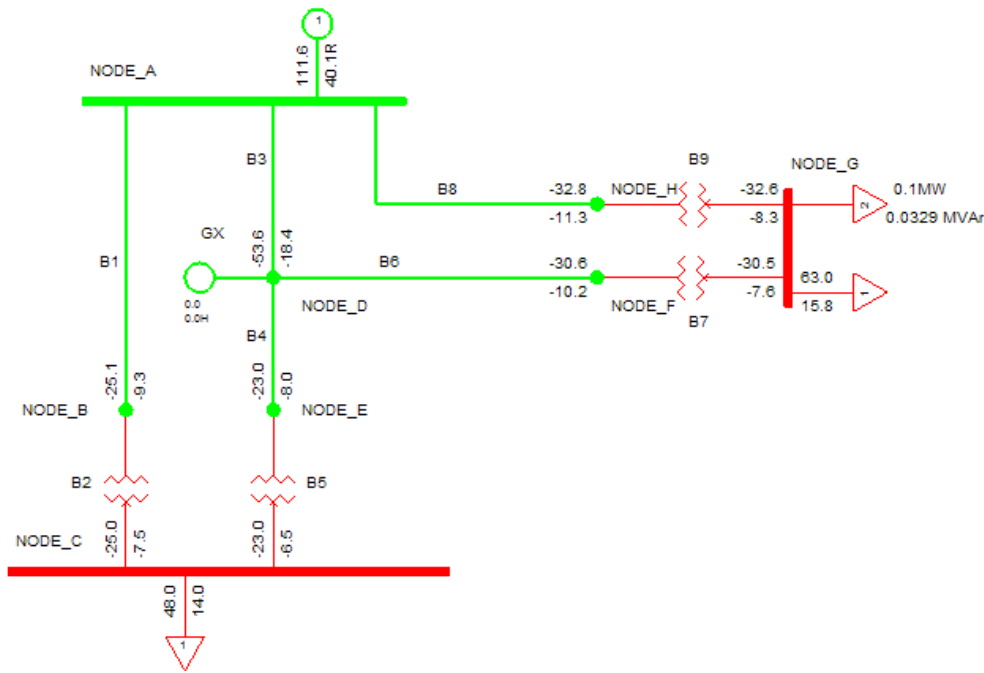 1
111.6
40.1R
NODE_A
B3
B8
-32.8
-11.3
NODE_H
B9
-32.6
-8.3
NODE_G
2
0.1MW
0.0329 MVAr
GX
0.0
0.0H
-53.6
-18.4
B6
-30.6
-10.2
NODE_F
B7
-30.5
-7.6
63.0
15.8
1
B1
NODE_D
B4
-25.1
-9.3
-23.0
-8.0
NODE_B
NODE_E
B2
B5
-25.0
-7.5
-23.0
-6.5
NODE_C
48.0
14.0
1